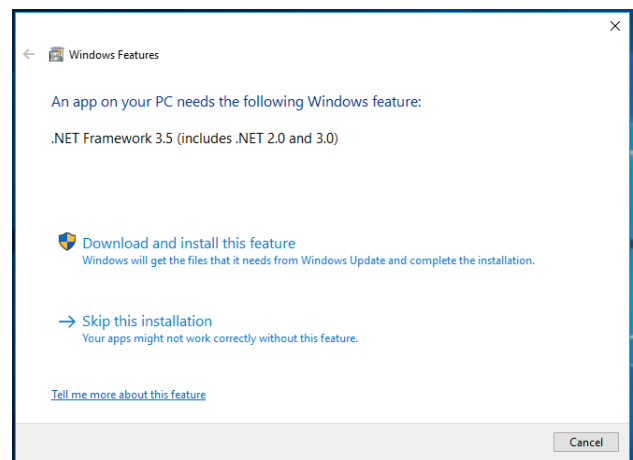 Windows Features
An app on your PC needs the following Windows feature:
.NET Framework 3.5 (includes .NET 2.0 and 3.0)
Download and install this feature
Windows will get the files that it needs from Windows Update and complete the installation.
Skip this installation
Your apps might not work correctly without this feature.
Tell me more about this feature
Cancel